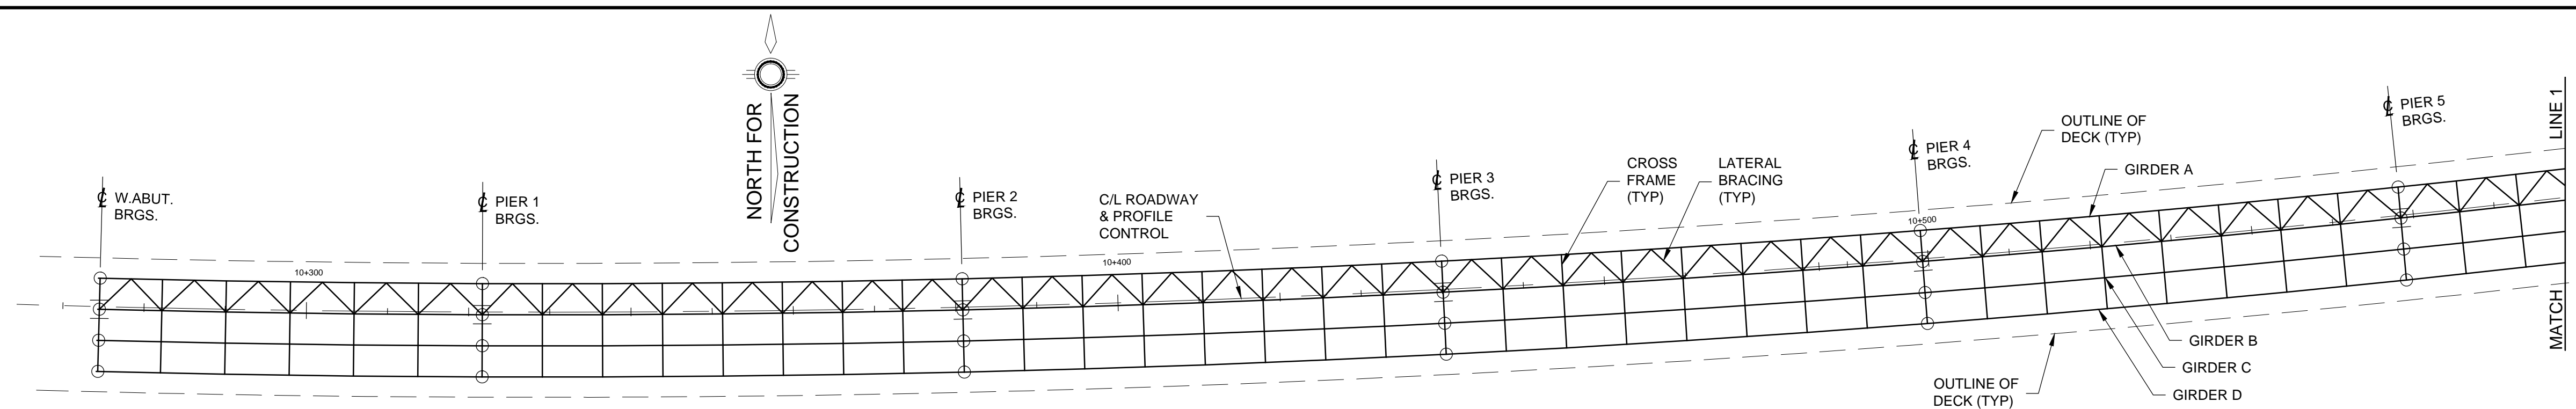 NORTH FOR
CONSTRUCTION
℄ W.ABUT.
BRGS.
℄ PIER 1
BRGS.
℄ PIER 2
BRGS.
C/L ROADWAY
& PROFILE
CONTROL
℄ PIER 3
BRGS.
CROSS
FRAME
(TYP)
LATERAL
BRACING
(TYP)
℄ PIER 4
BRGS.
OUTLINE OF
DECK (TYP)
GIRDER A
℄ PIER 5
BRGS.
MATCH LINE 1
10+300
10+400
10+500
GIRDER B
GIRDER C
GIRDER D
OUTLINE OF
DECK (TYP)